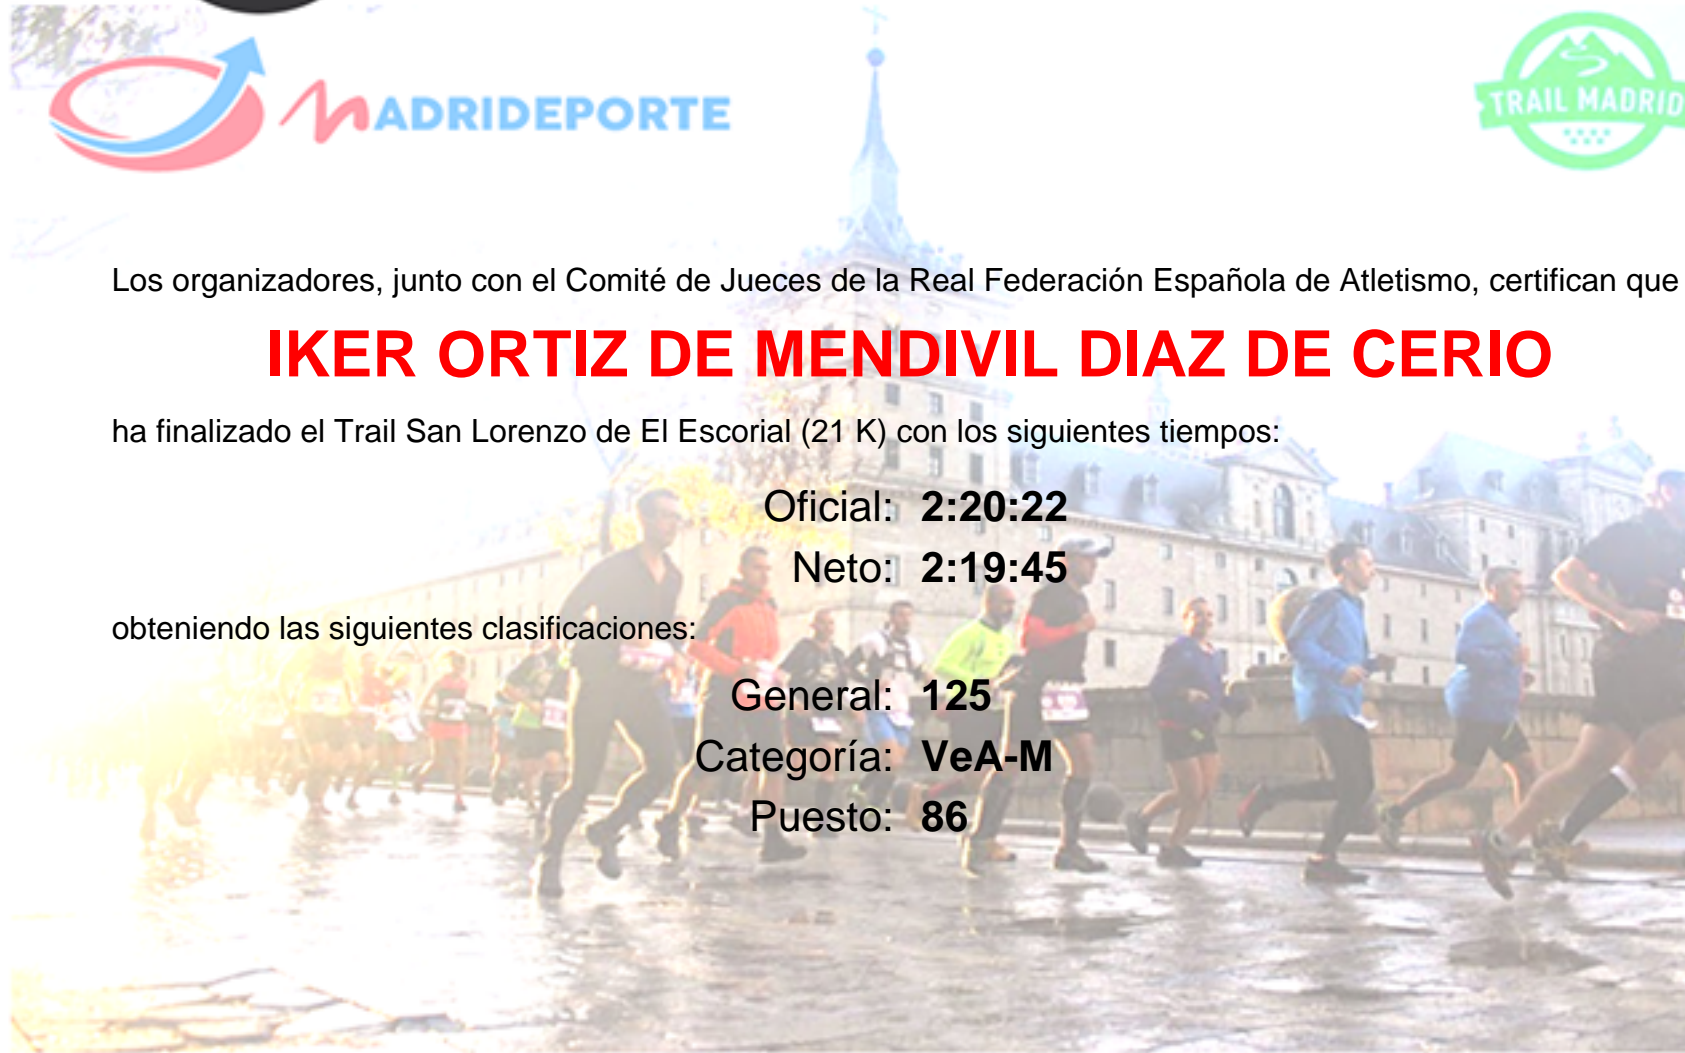 MADRIDEPORTE
TRAIL MADRID
Los organizadores, junto con el Comité de Jueces de la Real Federación Española de Atletismo, certifican que
IKER ORTIZ DE MENDIVIL DIAZ DE CERIO
ha finalizado el Trail San Lorenzo de El Escorial (21 K) con los siguientes tiempos:
Oficial: 2:20:22
Neto: 2:19:45
obteniendo las siguientes clasificaciones:
General: 125
Categoría: VeA-M
Puesto: 86